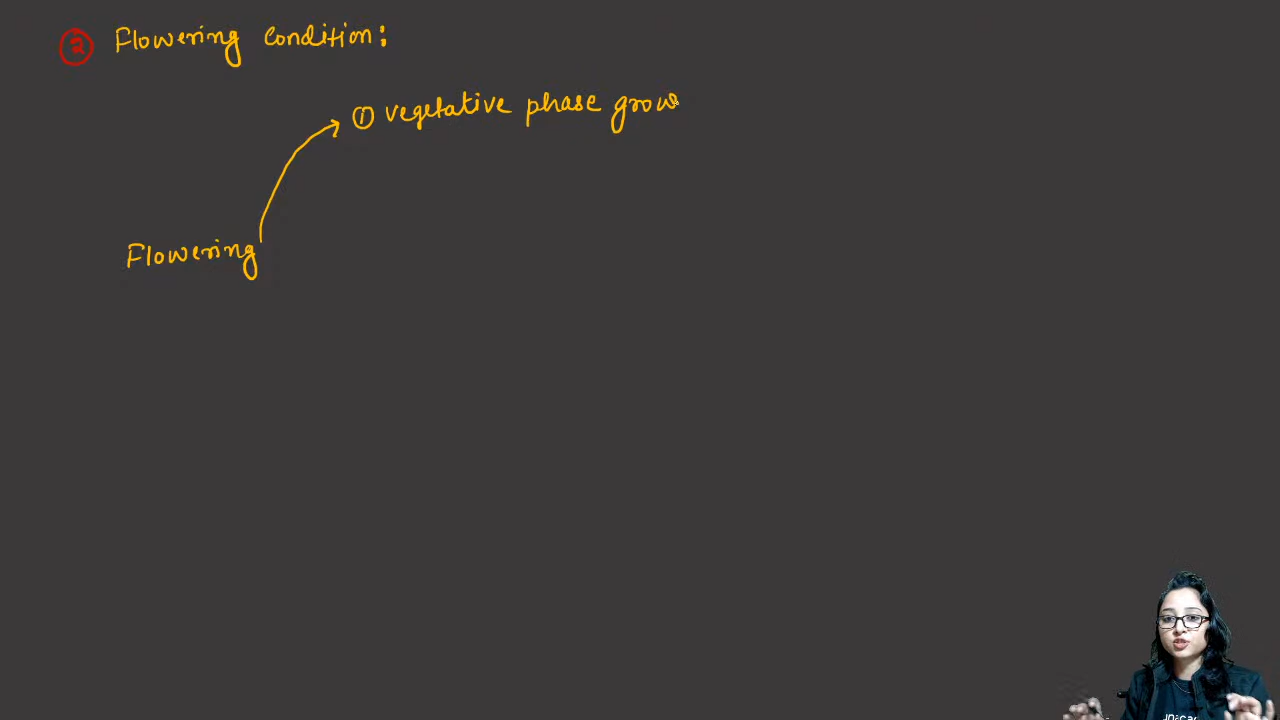 ② Flowering condition:
① vegetative phase grow
Flowering